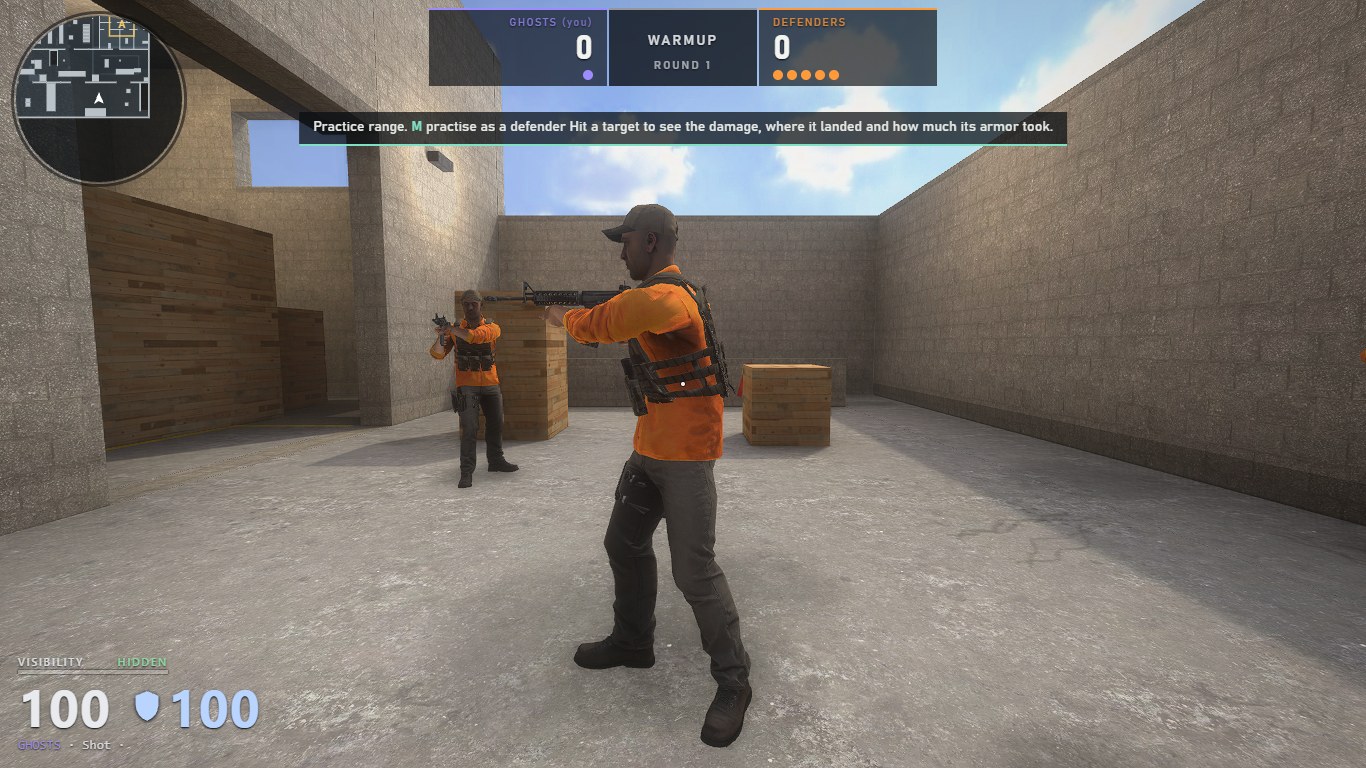 GHOSTS (you)
0
WARMUP
ROUND 1
DEFENDERS
0
A
Practice range. M practise as a defender Hit a target to see the damage, where it landed and how much its armor took.
VISIBILITY HIDDEN
100 100
GHOSTS · Shot ·